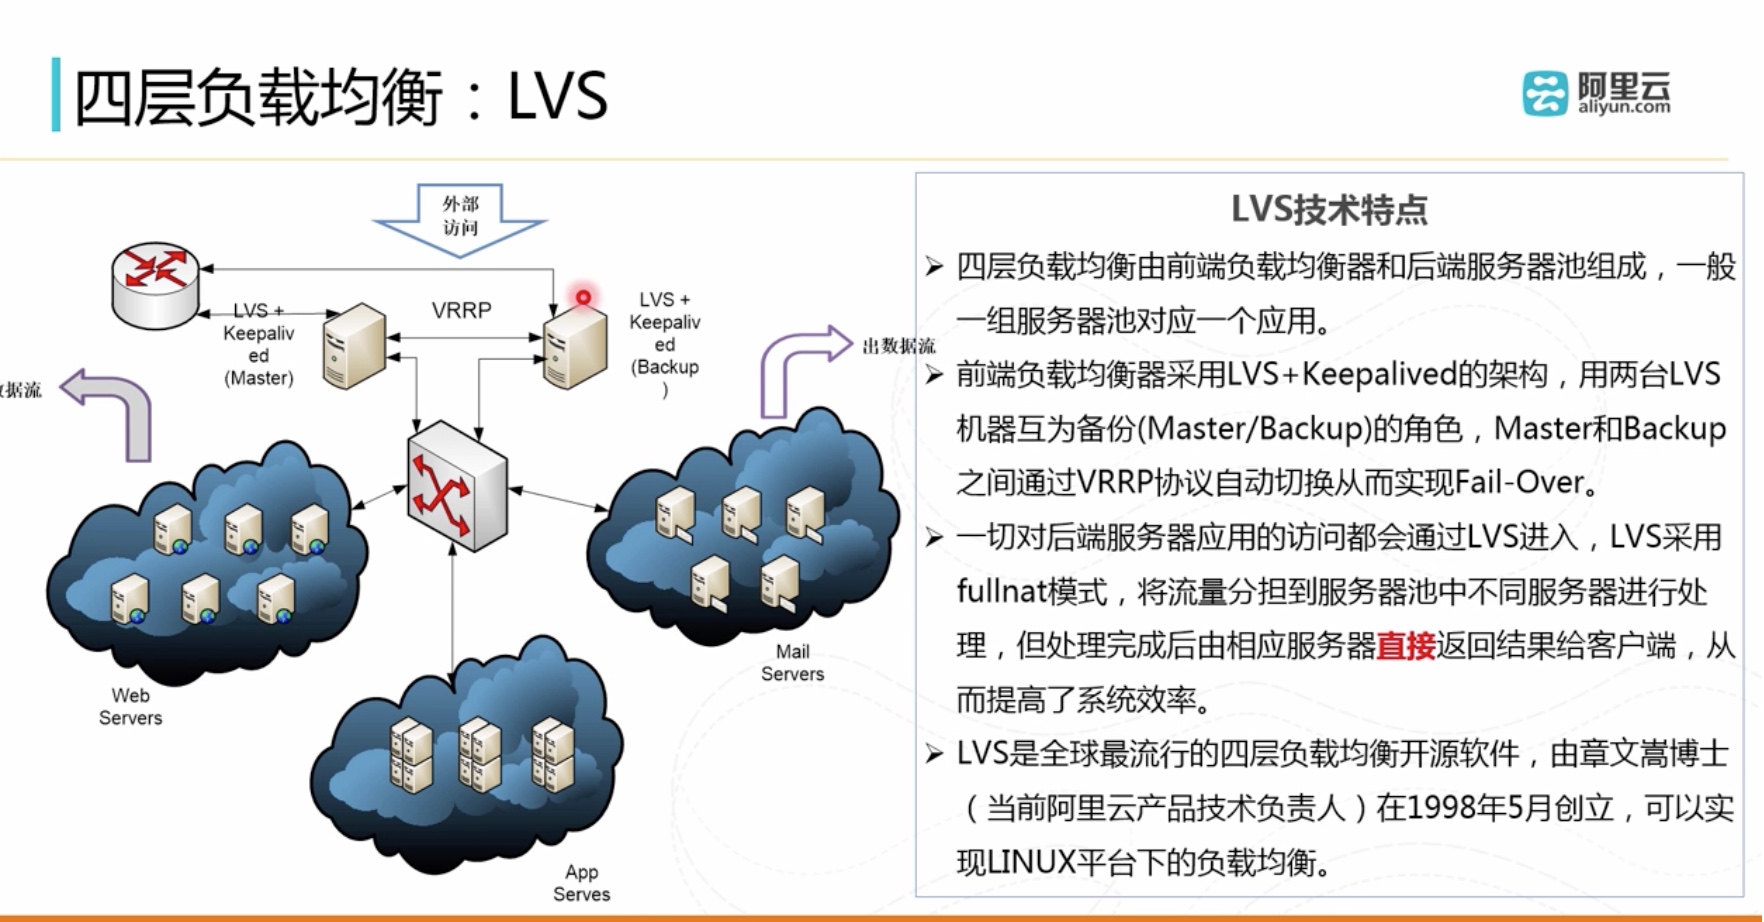 四层负载均衡：LVS
阿里云
aliyun.com
外部
访问
LVS +
Keepaliv
ed
(Master)
VRRP
LVS +
Keepaliv
ed
(Backup
)
据流
出数据流
Web
Servers
Mail
Servers
App
Serves
LVS技术特点
➢ 四层负载均衡由前端负载均衡器和后端服务器池组成，一般
一组服务器池对应一个应用。
➢ 前端负载均衡器采用LVS+Keepalived的架构，用两台LVS
机器互为备份(Master/Backup)的角色，Master和Backup
之间通过VRRP协议自动切换从而实现Fail-Over。
➢ 一切对后端服务器应用的访问都会通过LVS进入，LVS采用
fullnat模式，将流量分担到服务器池中不同服务器进行处
理，但处理完成后由相应服务器直接返回结果给客户端，从
而提高了系统效率。
➢ LVS是全球最流行的四层负载均衡开源软件，由章文嵩博士
（当前阿里云产品技术负责人）在1998年5月创立，可以实
现LINUX平台下的负载均衡。